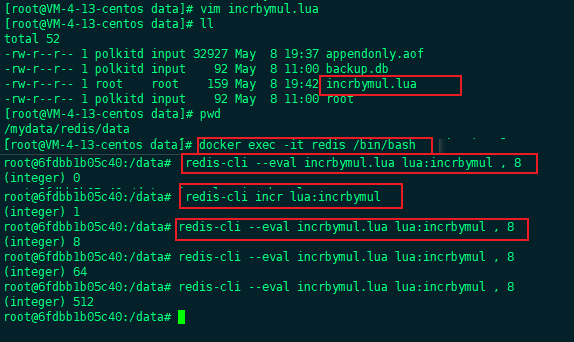 [root@VM-4-13-centos data]# vim incrbymul.lua
[root@VM-4-13-centos data]# ll
total 52
-rw-r--r-- 1 polkitd input 32927 May  8 19:37 appendonly.aof
-rw-r--r-- 1 polkitd input    92 May  8 11:00 backup.db
-rw-r--r-- 1 root    root    159 May  8 19:42 incrbymul.lua
-rw-r--r-- 1 polkitd input    92 May  8 11:00 root
[root@VM-4-13-centos data]# pwd
/mydata/redis/data
[root@VM-4-13-centos data]# docker exec -it redis /bin/bash
root@6fdbb1b05c40:/data# redis-cli --eval incrbymul.lua lua:incrbymul , 8
(integer) 0
redis-cli incr lua:incrbymul
(integer) 1
root@6fdbb1b05c40:/data# redis-cli --eval incrbymul.lua lua:incrbymul , 8
(integer) 8
root@6fdbb1b05c40:/data# redis-cli --eval incrbymul.lua lua:incrbymul , 8
(integer) 64
root@6fdbb1b05c40:/data# redis-cli --eval incrbymul.lua lua:incrbymul , 8
(integer) 512
root@6fdbb1b05c40:/data#